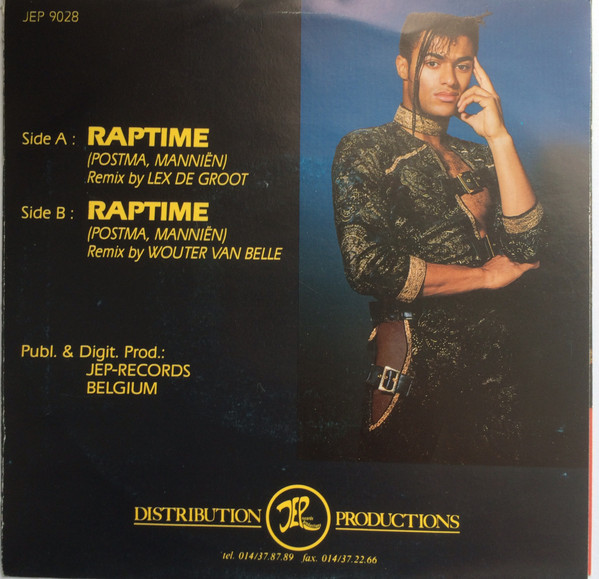 JEP 9028
Side A : RAPTIME
(POSTMA, MANNIËN)
Remix by LEX DE GROOT
Side B : RAPTIME
(POSTMA, MANNIËN)
Remix by WOUTER VAN BELLE
Publ. & Digit. Prod.:
JEP-RECORDS
BELGIUM
DISTRIBUTION JEP PRODUCTIONS
tel. 014/37.87.89 fax. 014/37.22.66